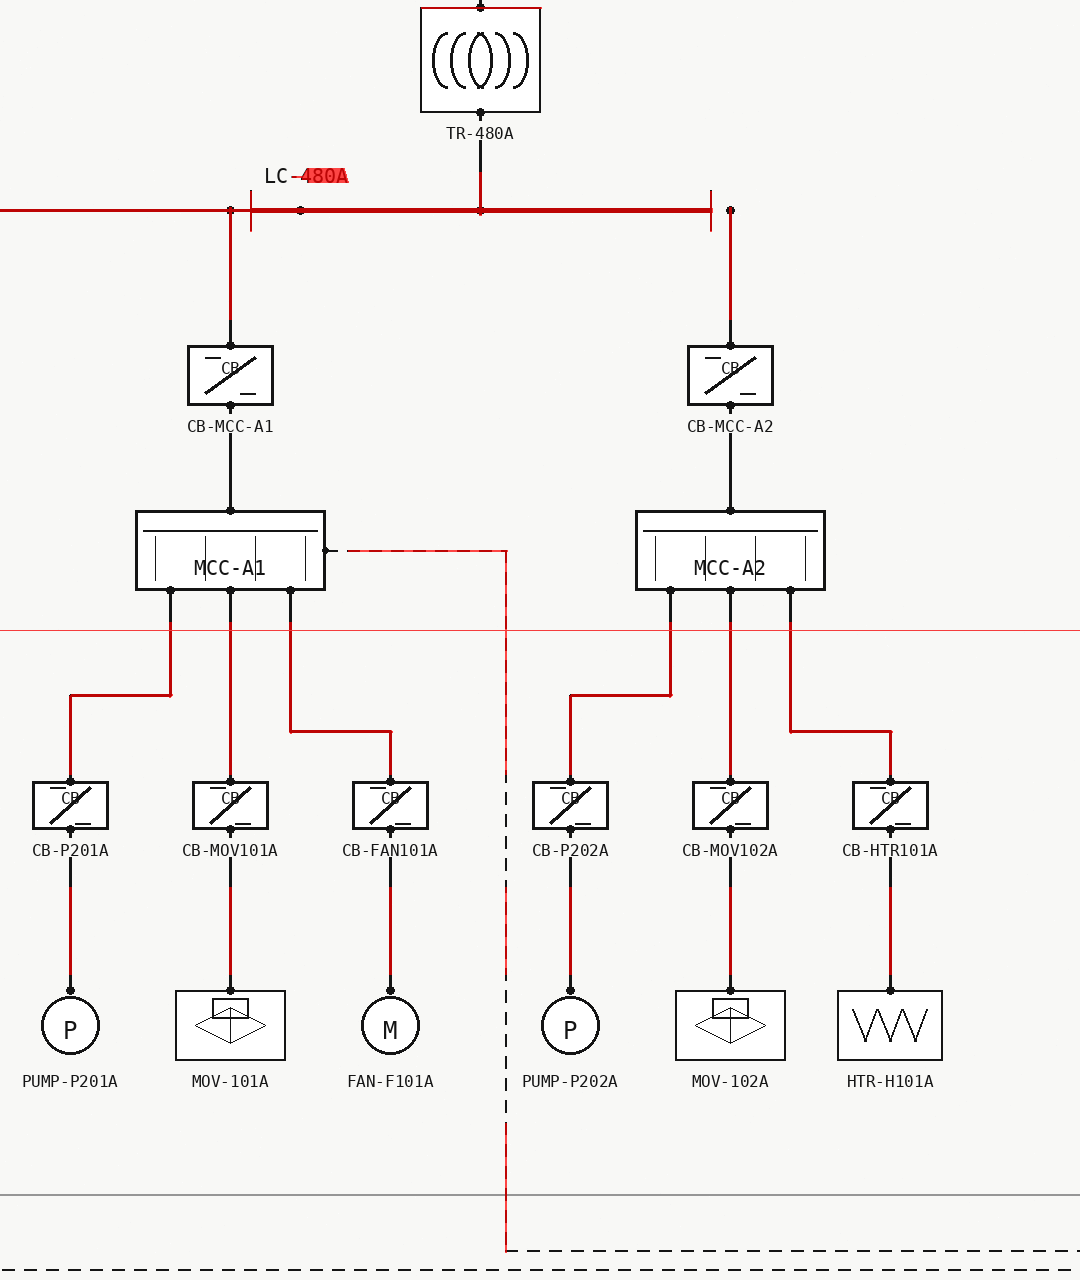 TR-480A
LC-480A
CB
CB
CB-MCC-A1
CB-MCC-A2
MCC-A1
MCC-A2
CB
CB
CB
CB
CB
CB
CB-P201A
CB-MOV101A
CB-FAN101A
CB-P202A
CB-MOV102A
CB-HTR101A
P
M
P
PUMP-P201A
MOV-101A
FAN-F101A
PUMP-P202A
MOV-102A
HTR-H101A